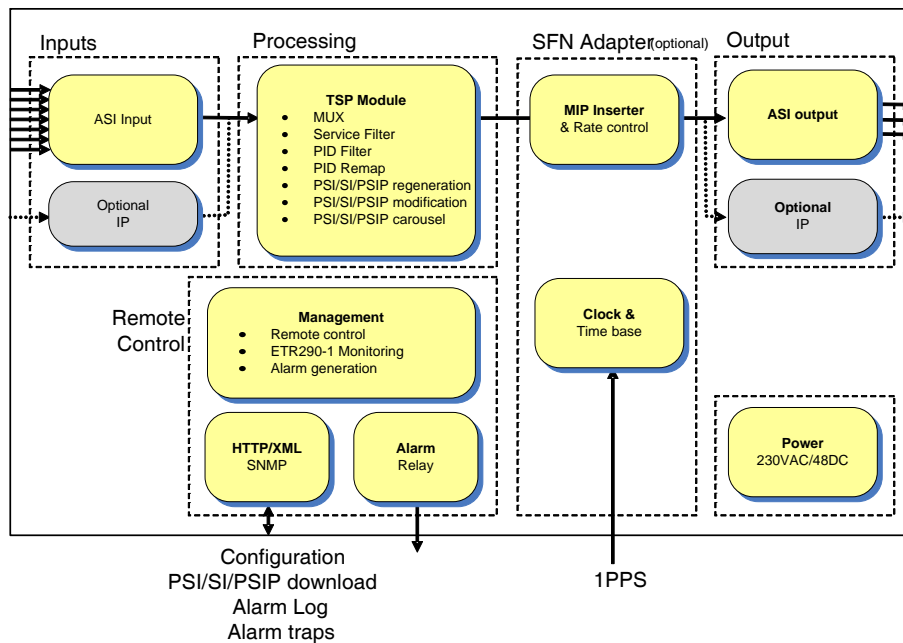 Inputs
Processing
SFN Adapter(optional)
Output
ASI Input
Optional
IP
TSP Module
• MUX
• Service Filter
• PID Filter
• PID Remap
• PSI/SI/PSIP regeneration
• PSI/SI/PSIP modification
• PSI/SI/PSIP carousel
MIP Inserter
& Rate control
ASI output
Optional
IP
Remote
Control
Management
• Remote control
• ETR290-1 Monitoring
• Alarm generation
Clock &
Time base
HTTP/XML
SNMP
Alarm
Relay
Power
230VAC/48DC
Configuration
PSI/SI/PSIP download
Alarm Log
Alarm traps
1PPS